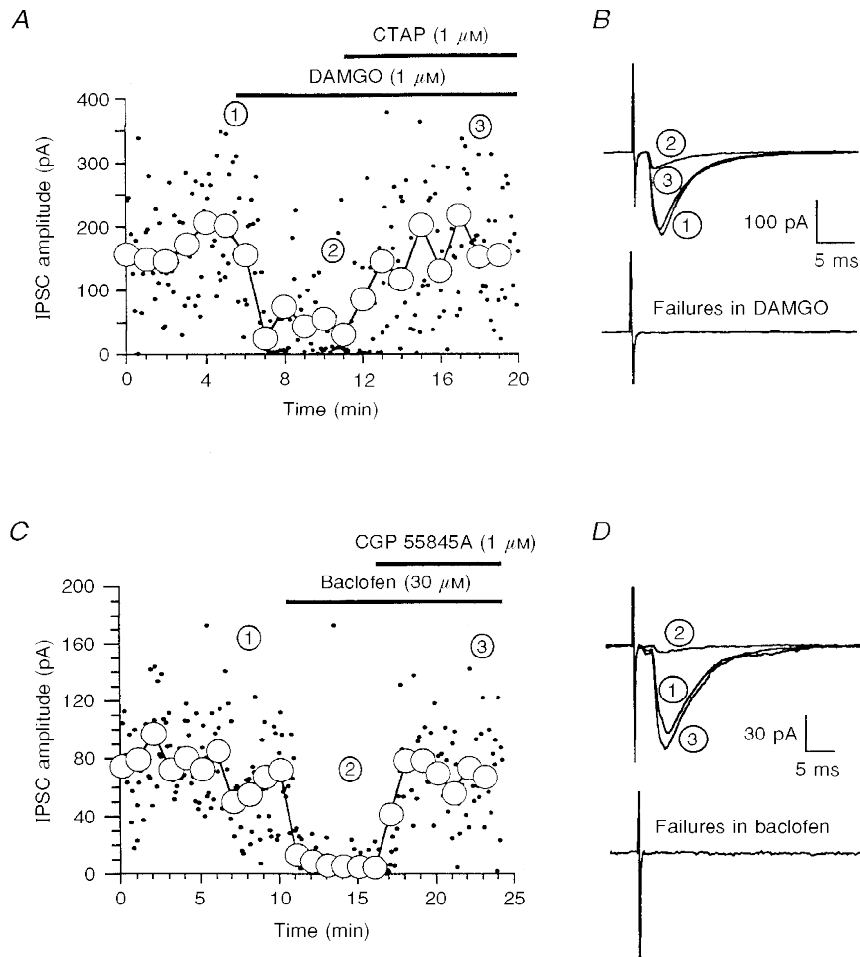 A
CTAP (1 μM)
DAMGO (1 μM)
400
300
200
100
0
IPSC amplitude (pA)
1
2
3
0 4 8 12 16 20
Time (min)
B
2
3
1
100 pA
5 ms
Failures in DAMGO
C
CGP 55845A (1 μM)
Baclofen (30 μM)
200
160
120
80
40
0
IPSC amplitude (pA)
1
2
3
0 5 10 15 20 25
Time (min)
D
2
1
3
30 pA
5 ms
Failures in baclofen